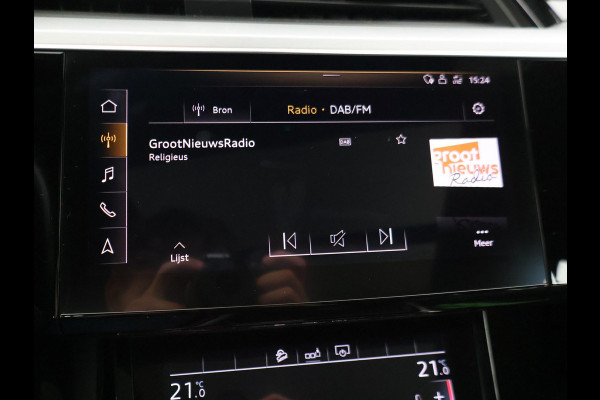 15:24
Bron
Radio • DAB/FM
GrootNieuwsRadio
DAB
Religieus
groot
nieuws
Radio
Lijst
Meer
21.0 °C
21.0 °C
+